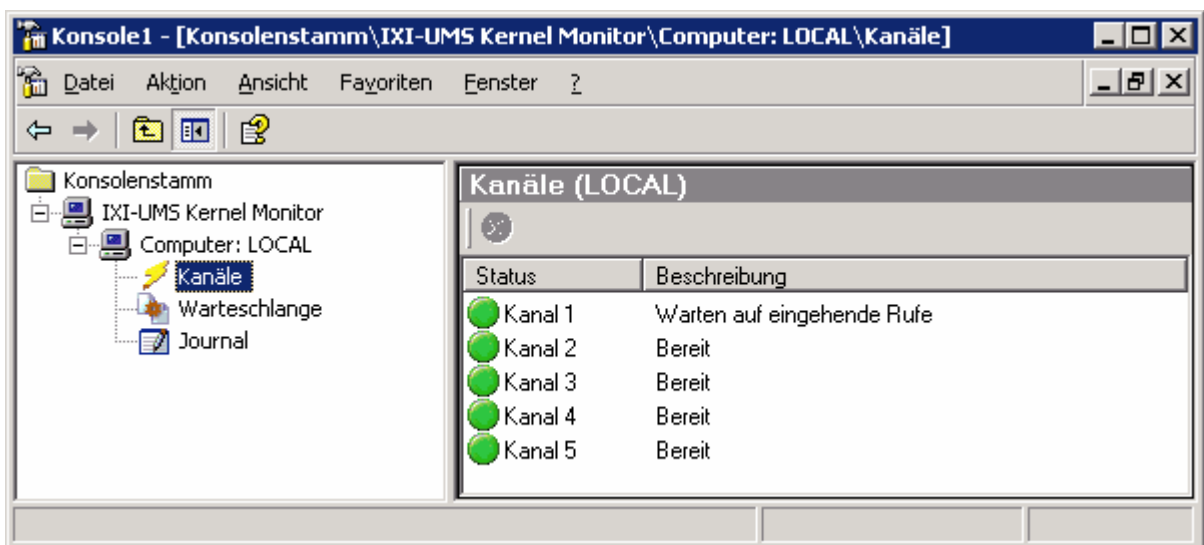 Konsole1 - [Konsolenstamm\IXI-UMS Kernel Monitor\Computer: LOCAL\Kanäle]
Datei Aktion Ansicht Favoriten Fenster ?
Konsolenstamm
IXI-UMS Kernel Monitor
Computer: LOCAL
Kanäle
Warteschlange
Journal
Kanäle (LOCAL)
Status Beschreibung
Kanal 1 Warten auf eingehende Rufe
Kanal 2 Bereit
Kanal 3 Bereit
Kanal 4 Bereit
Kanal 5 Bereit